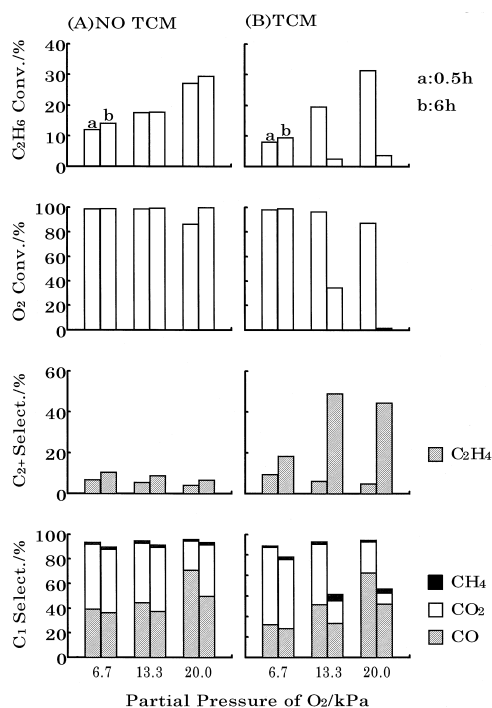 (A)NO TCM
(B)TCM
C2H6 Conv./%
40
30
20
10
0
a
b
a
b
a:0.5h
b:6h
O2 Conv./%
100
80
60
40
20
0
C2+ Select./%
60
40
20
0
C2H4
C1 Select./%
100
80
60
40
20
0
CH4
CO2
CO
6.7 13.3 20.0
6.7 13.3 20.0
Partial Pressure of O2/kPa